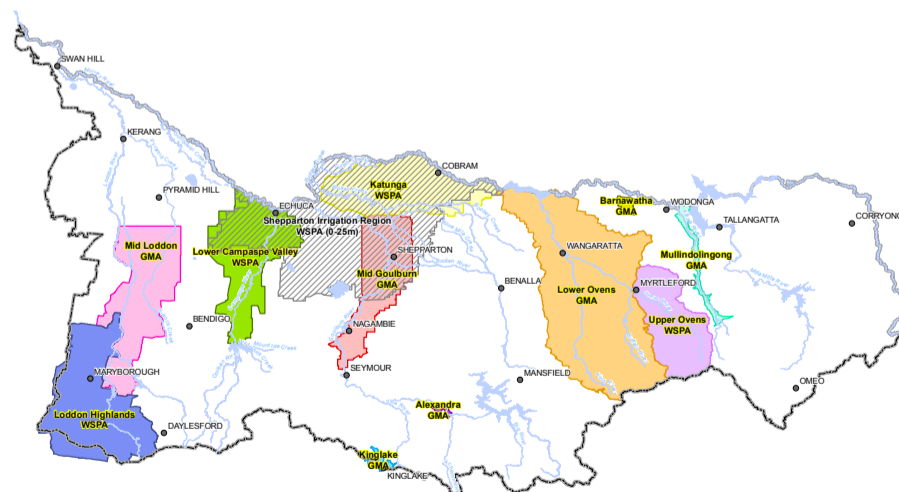 SWAN HILL
KERANG
COBRAM
PYRAMID HILL
Katunga
WSPA
Barnawatha
GMA
WODONGA
ECHUCA
Shepparton Irrigation Region
WSPA (0-25m)
TALLANGATTA
CORRYONG
Mid Loddon
GMA
Lower Campaspe Valley
WSPA
SHEPPARTON
WANGARATTA
Mullindolingong
GMA
Mid Goulburn
GMA
BENALLA
Lower Ovens
GMA
MYRTLEFORD
BENDIGO
NAGAMBIE
Upper Ovens
WSPA
SEYMOUR
MANSFIELD
MARYBOROUGH
OMEO
Loddon Highlands
WSPA
Alexandra
GMA
DAYLESFORD
Kinglake
GMA
KINGLAKE